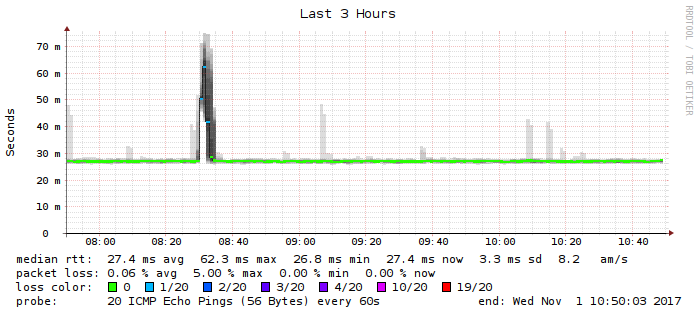 Last 3 Hours
RRDTOOL / TOBI OETIKER
Seconds
70 m
60 m
50 m
40 m
30 m
20 m
10 m
0
08:00 08:20 08:40 09:00 09:20 09:40 10:00 10:20 10:40
median rtt: 27.4 ms avg 62.3 ms max 26.8 ms min 27.4 ms now 3.3 ms sd 8.2 am/s
packet loss: 0.06 % avg 5.00 % max 0.00 % min 0.00 % now
loss color: 0 1/20 2/20 3/20 4/20 10/20 19/20
probe: 20 ICMP Echo Pings (56 Bytes) every 60s end: Wed Nov 1 10:50:03 2017